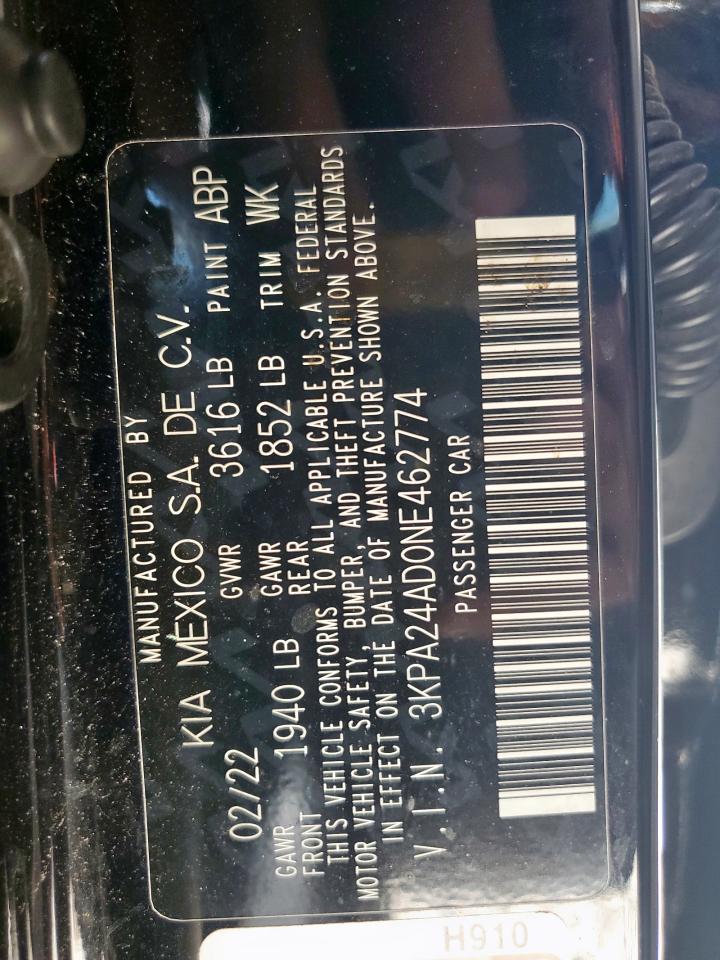 MANUFACTURED BY
KIA MEXICO S.A. DE C.V.
02/22 GVWR 3616 LB PAINT ABP
GAWR FRONT 1940 LB GAWR REAR 1852 LB TRIM WK
THIS VEHICLE CONFORMS TO ALL APPLICABLE U.S.A. FEDERAL
MOTOR VEHICLE SAFETY, BUMPER, AND THEFT PREVENTION STANDARDS
IN EFFECT ON THE DATE OF MANUFACTURE SHOWN ABOVE.
V.I.N. 3KPA24AD0NE462774
PASSENGER CAR
H910